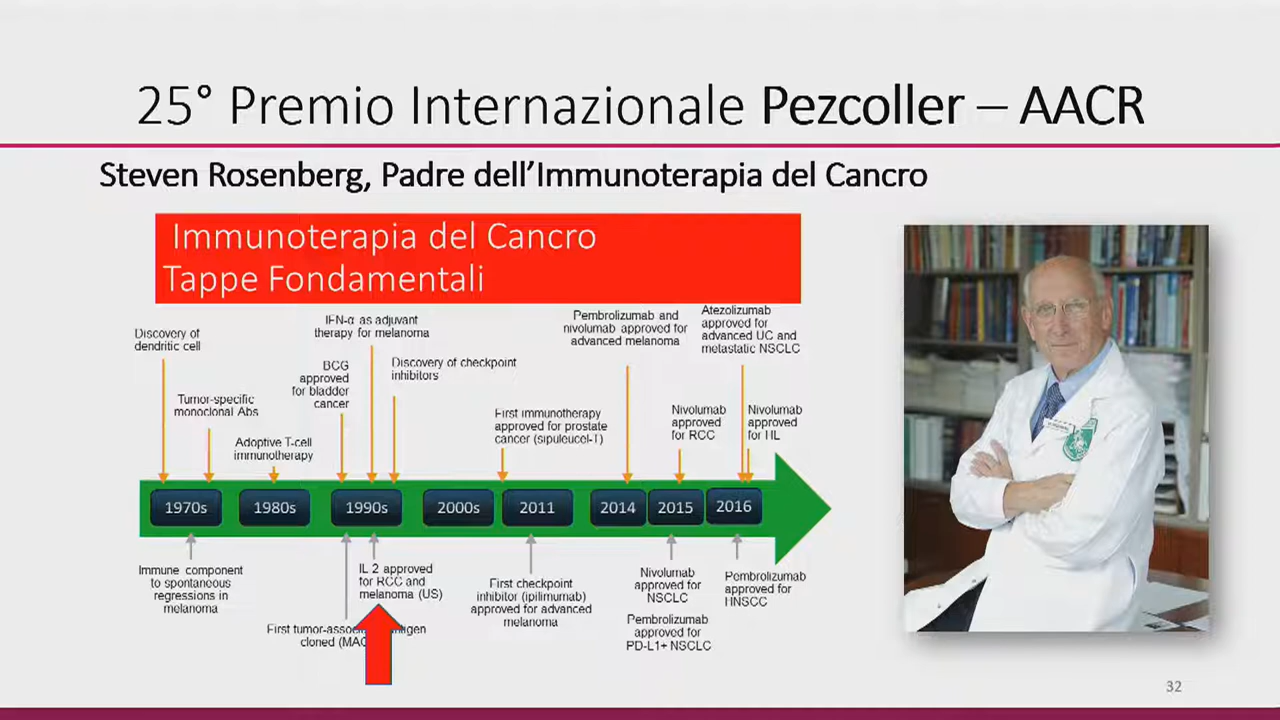 25° Premio Internazionale Pezcoller – AACR
Steven Rosenberg, Padre dell'Immunoterapia del Cancro
Immunoterapia del Cancro
Tappe Fondamentali
Discovery of
dendritic cell
Tumor-specific
monoclonal Abs
Adoptive T-cell
immunotherapy
BCG
approved
for bladder
cancer
IFN-α as adjuvant
therapy for melanoma
Discovery of checkpoint
inhibitors
First immunotherapy
approved for prostate
cancer (sipuleucel-T)
Pembrolizumab and
nivolumab approved for
advanced melanoma
Nivolumab
approved
for RCC
Atezolizumab
approved for
advanced UC and
metastatic NSCLC
Nivolumab
approved
for HL
1970s
1980s
1990s
2000s
2011
2014
2015
2016
Immune component
to spontaneous
regressions in
melanoma
First tumor-asso
cloned (MA
IL 2 approved
for RCC and
melanoma (US)
First checkpoint
inhibitor (ipilimumab)
approved for advanced
melanoma
Nivolumab
approved for
NSCLC
Pembrolizumab
approved for
PD-L1+ NSCLC
Pembrolizumab
approved for
HNSCC
32